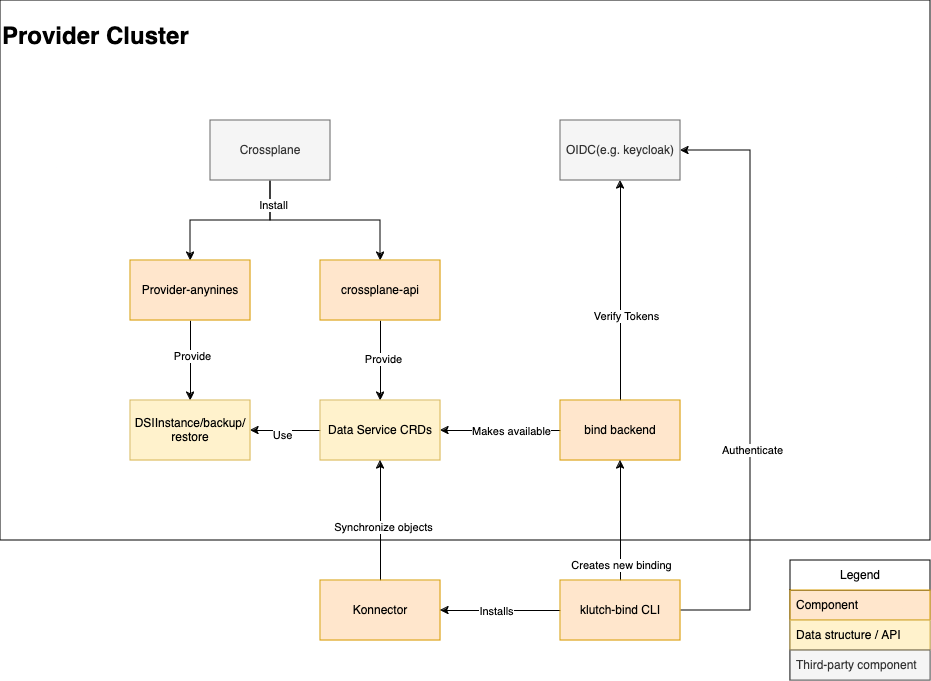 Provider Cluster
Crossplane
OIDC(e.g. keycloak)
Install
Provider-anynines
crossplane-api
Verify Tokens
Provide
Provide
DSIInstance/backup/
restore
Use
Data Service CRDs
Makes available
bind backend
Authenticate
Synchronize objects
Creates new binding
Konnector
Installs
klutch-bind CLI
Legend
Component
Data structure / API
Third-party component